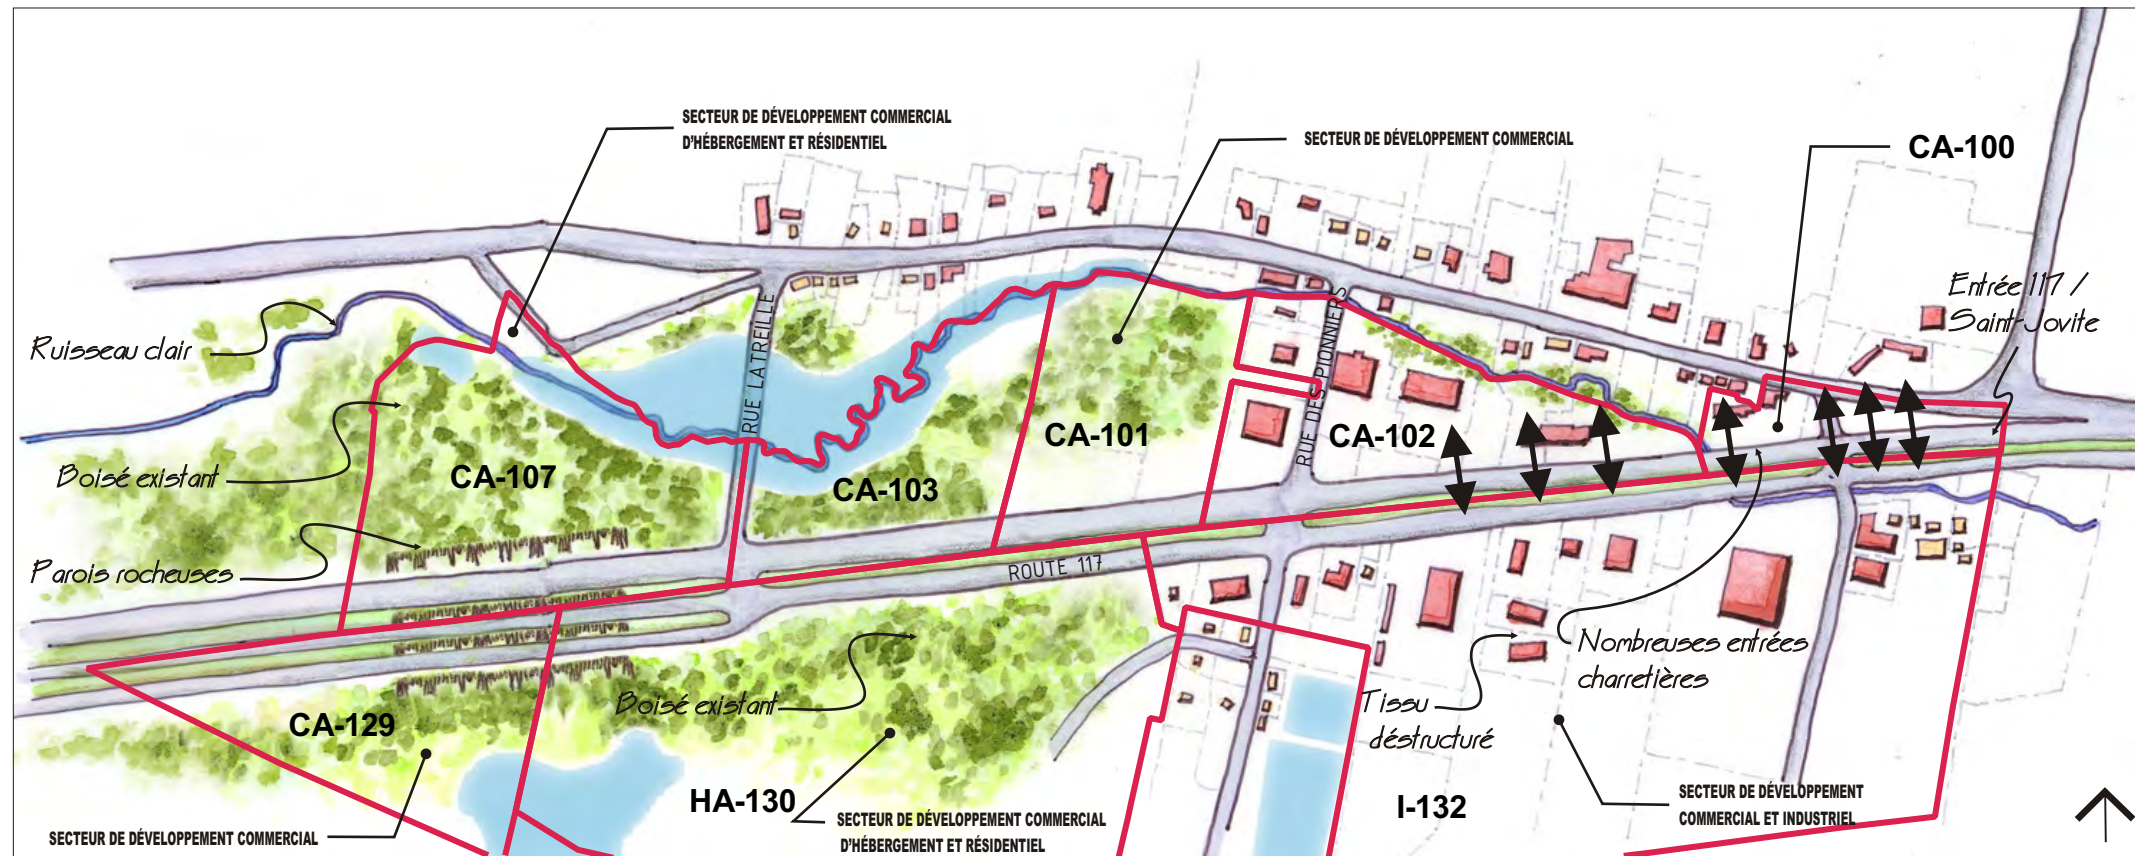 SECTEUR DE DÉVELOPPEMENT COMMERCIAL
D'HÉBERGEMENT ET RÉSIDENTIEL
SECTEUR DE DÉVELOPPEMENT COMMERCIAL
CA-100
Entrée 117 /
Saint-Jovite
Ruisseau clair
RUE LATREILLE
RUE DES PIONNIERS
Boisé existant
CA-107
CA-103
CA-101
CA-102
Parois rocheuses
ROUTE 117
Nombreuses entrées
charretières
Boisé existant
Tissu
déstructuré
CA-129
HA-130
I-132
SECTEUR DE DÉVELOPPEMENT COMMERCIAL
SECTEUR DE DÉVELOPPEMENT COMMERCIAL
D'HÉBERGEMENT ET RÉSIDENTIEL
SECTEUR DE DÉVELOPPEMENT
COMMERCIAL ET INDUSTRIEL